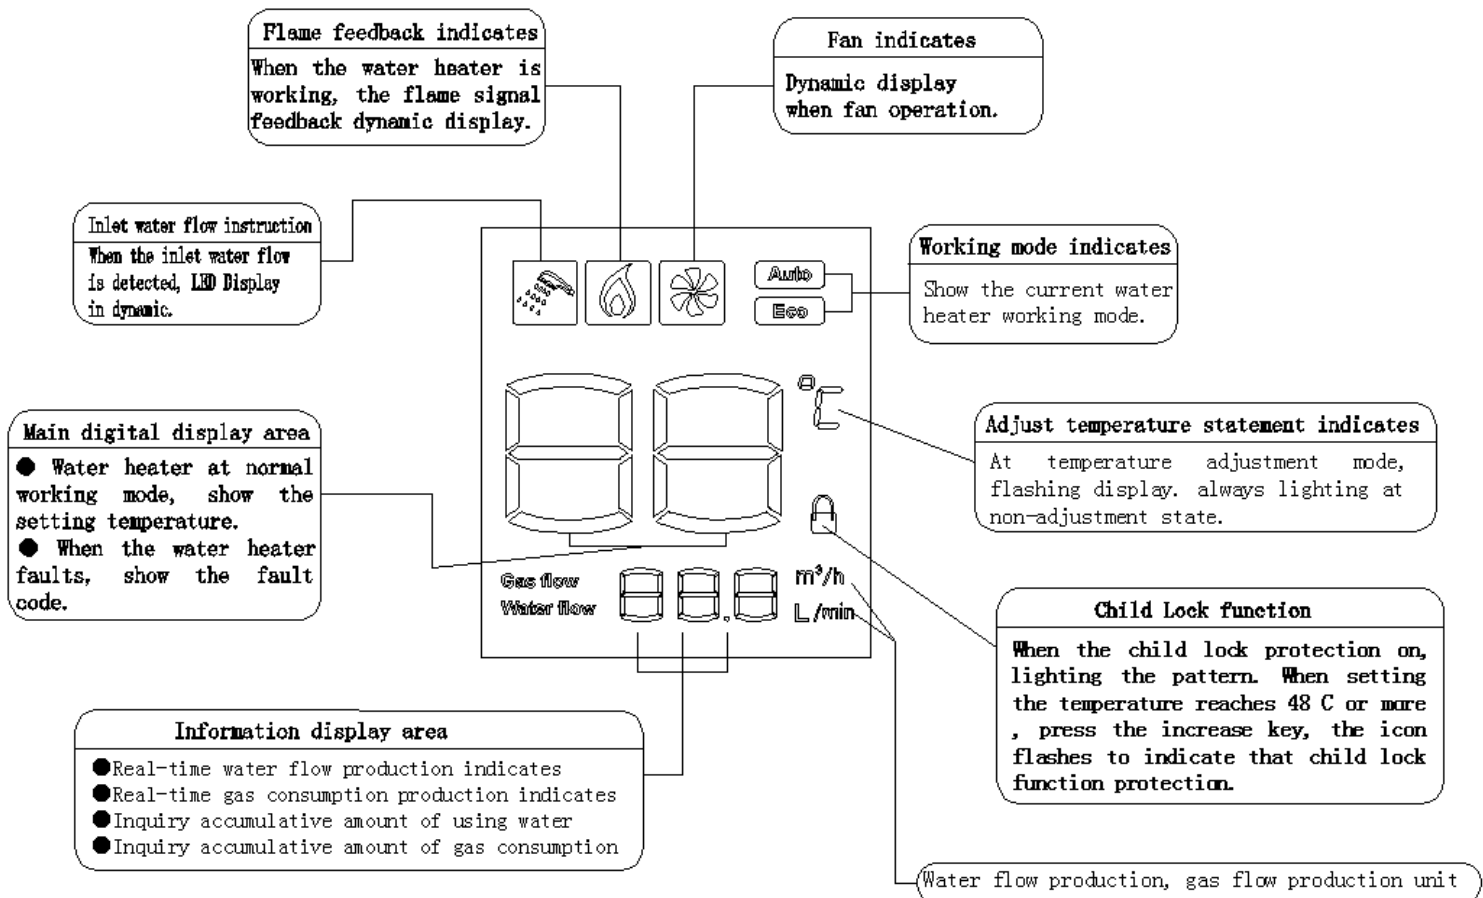 Flame feedback indicates
When the water heater is
working, the flame signal
feedback dynamic display.
Fan indicates
Dynamic display
when fan operation.
Inlet water flow instruction
When the inlet water flow
is detected, LED Display
in dynamic.
Auto
Eco
Working mode indicates
Show the current water
heater working mode.
°C
Main digital display area
● Water heater at normal
working mode, show the
setting temperature.
● When the water heater
faults, show the fault
code.
Adjust temperature statement indicates
At temperature adjustment mode,
flashing display. always lighting at
non-adjustment state.
Gas flow
Water flow
88.8
m³/h
L/min
Child Lock function
When the child lock protection on,
lighting the pattern. When setting
the temperature reaches 48 C or more
, press the increase key, the icon
flashes to indicate that child lock
function protection.
Information display area
●Real-time water flow production indicates
●Real-time gas consumption production indicates
●Inquiry accumulative amount of using water
●Inquiry accumulative amount of gas consumption
Water flow production, gas flow production unit